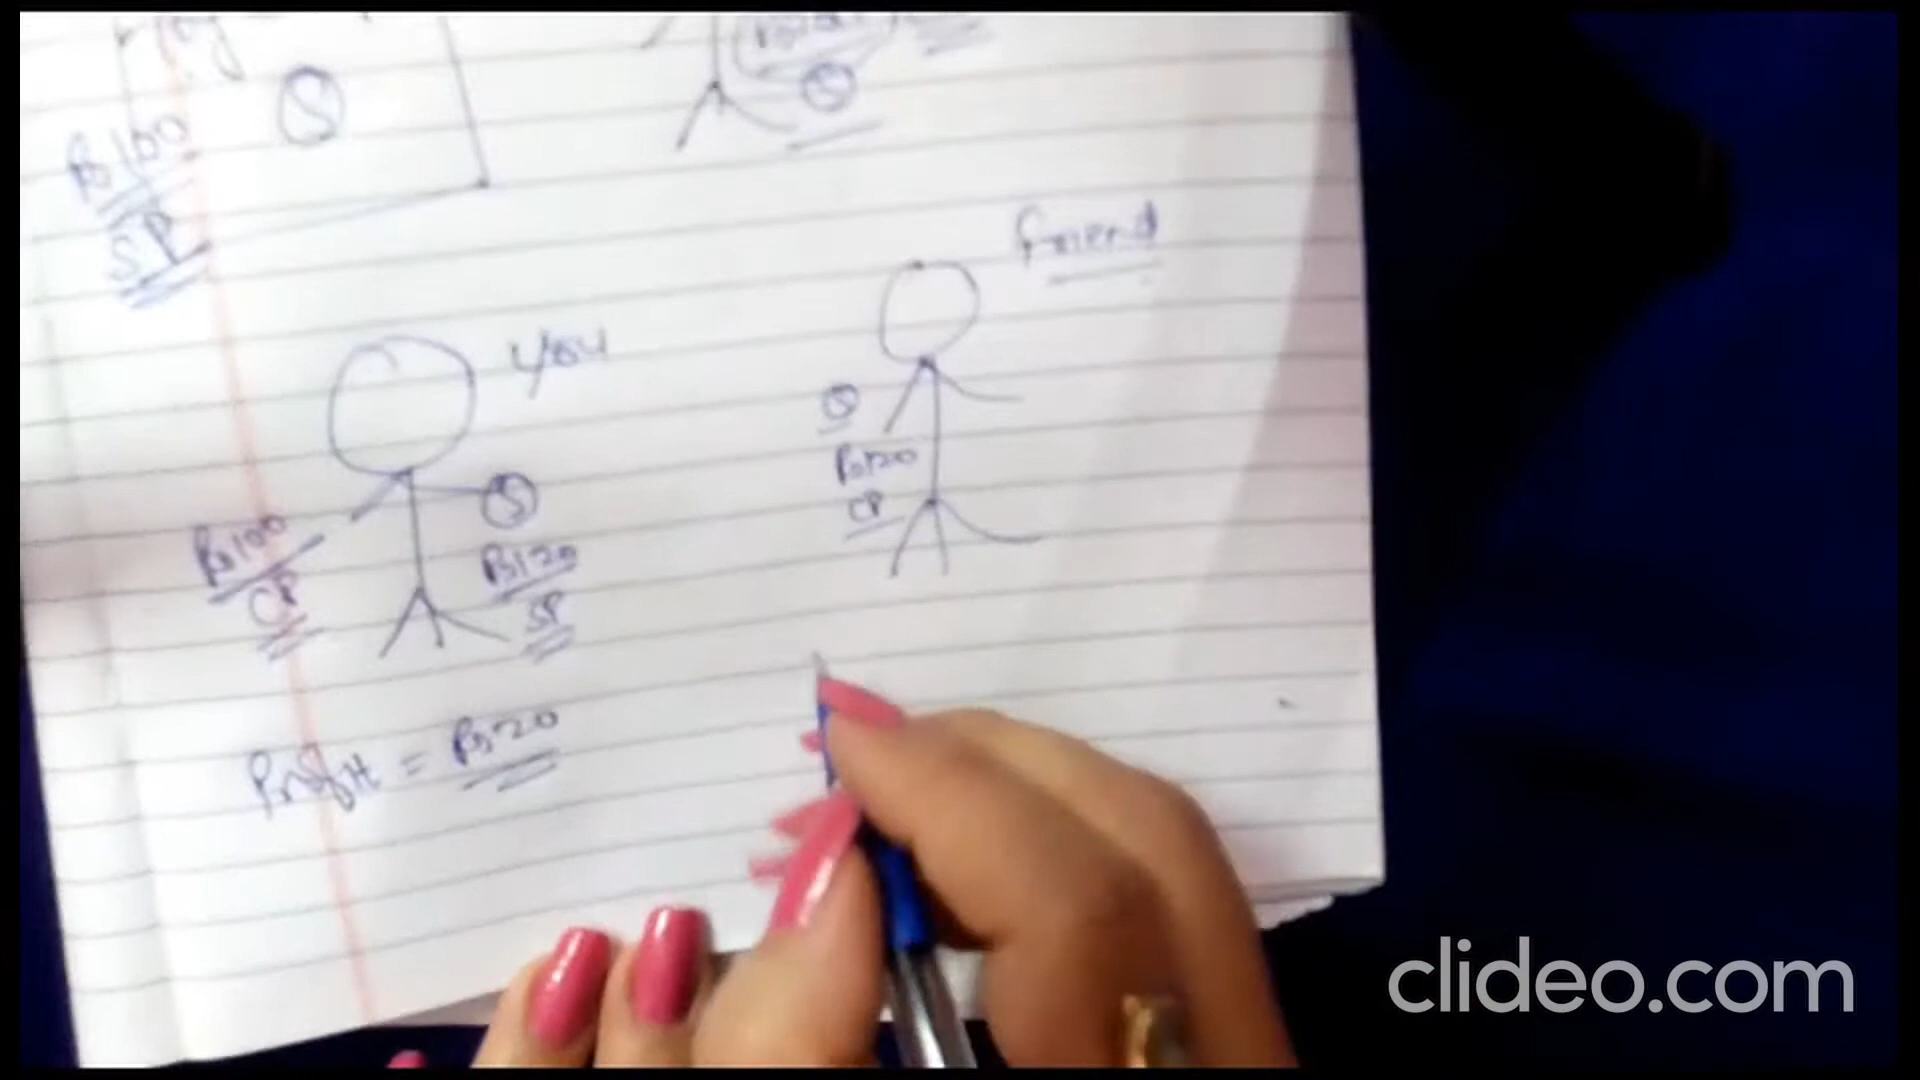 S
S
Rs100
SP
friend
You
S
S
Rs120
CP
Rs100
CP
Rs120
SP
Profit = Rs20
clideo.com